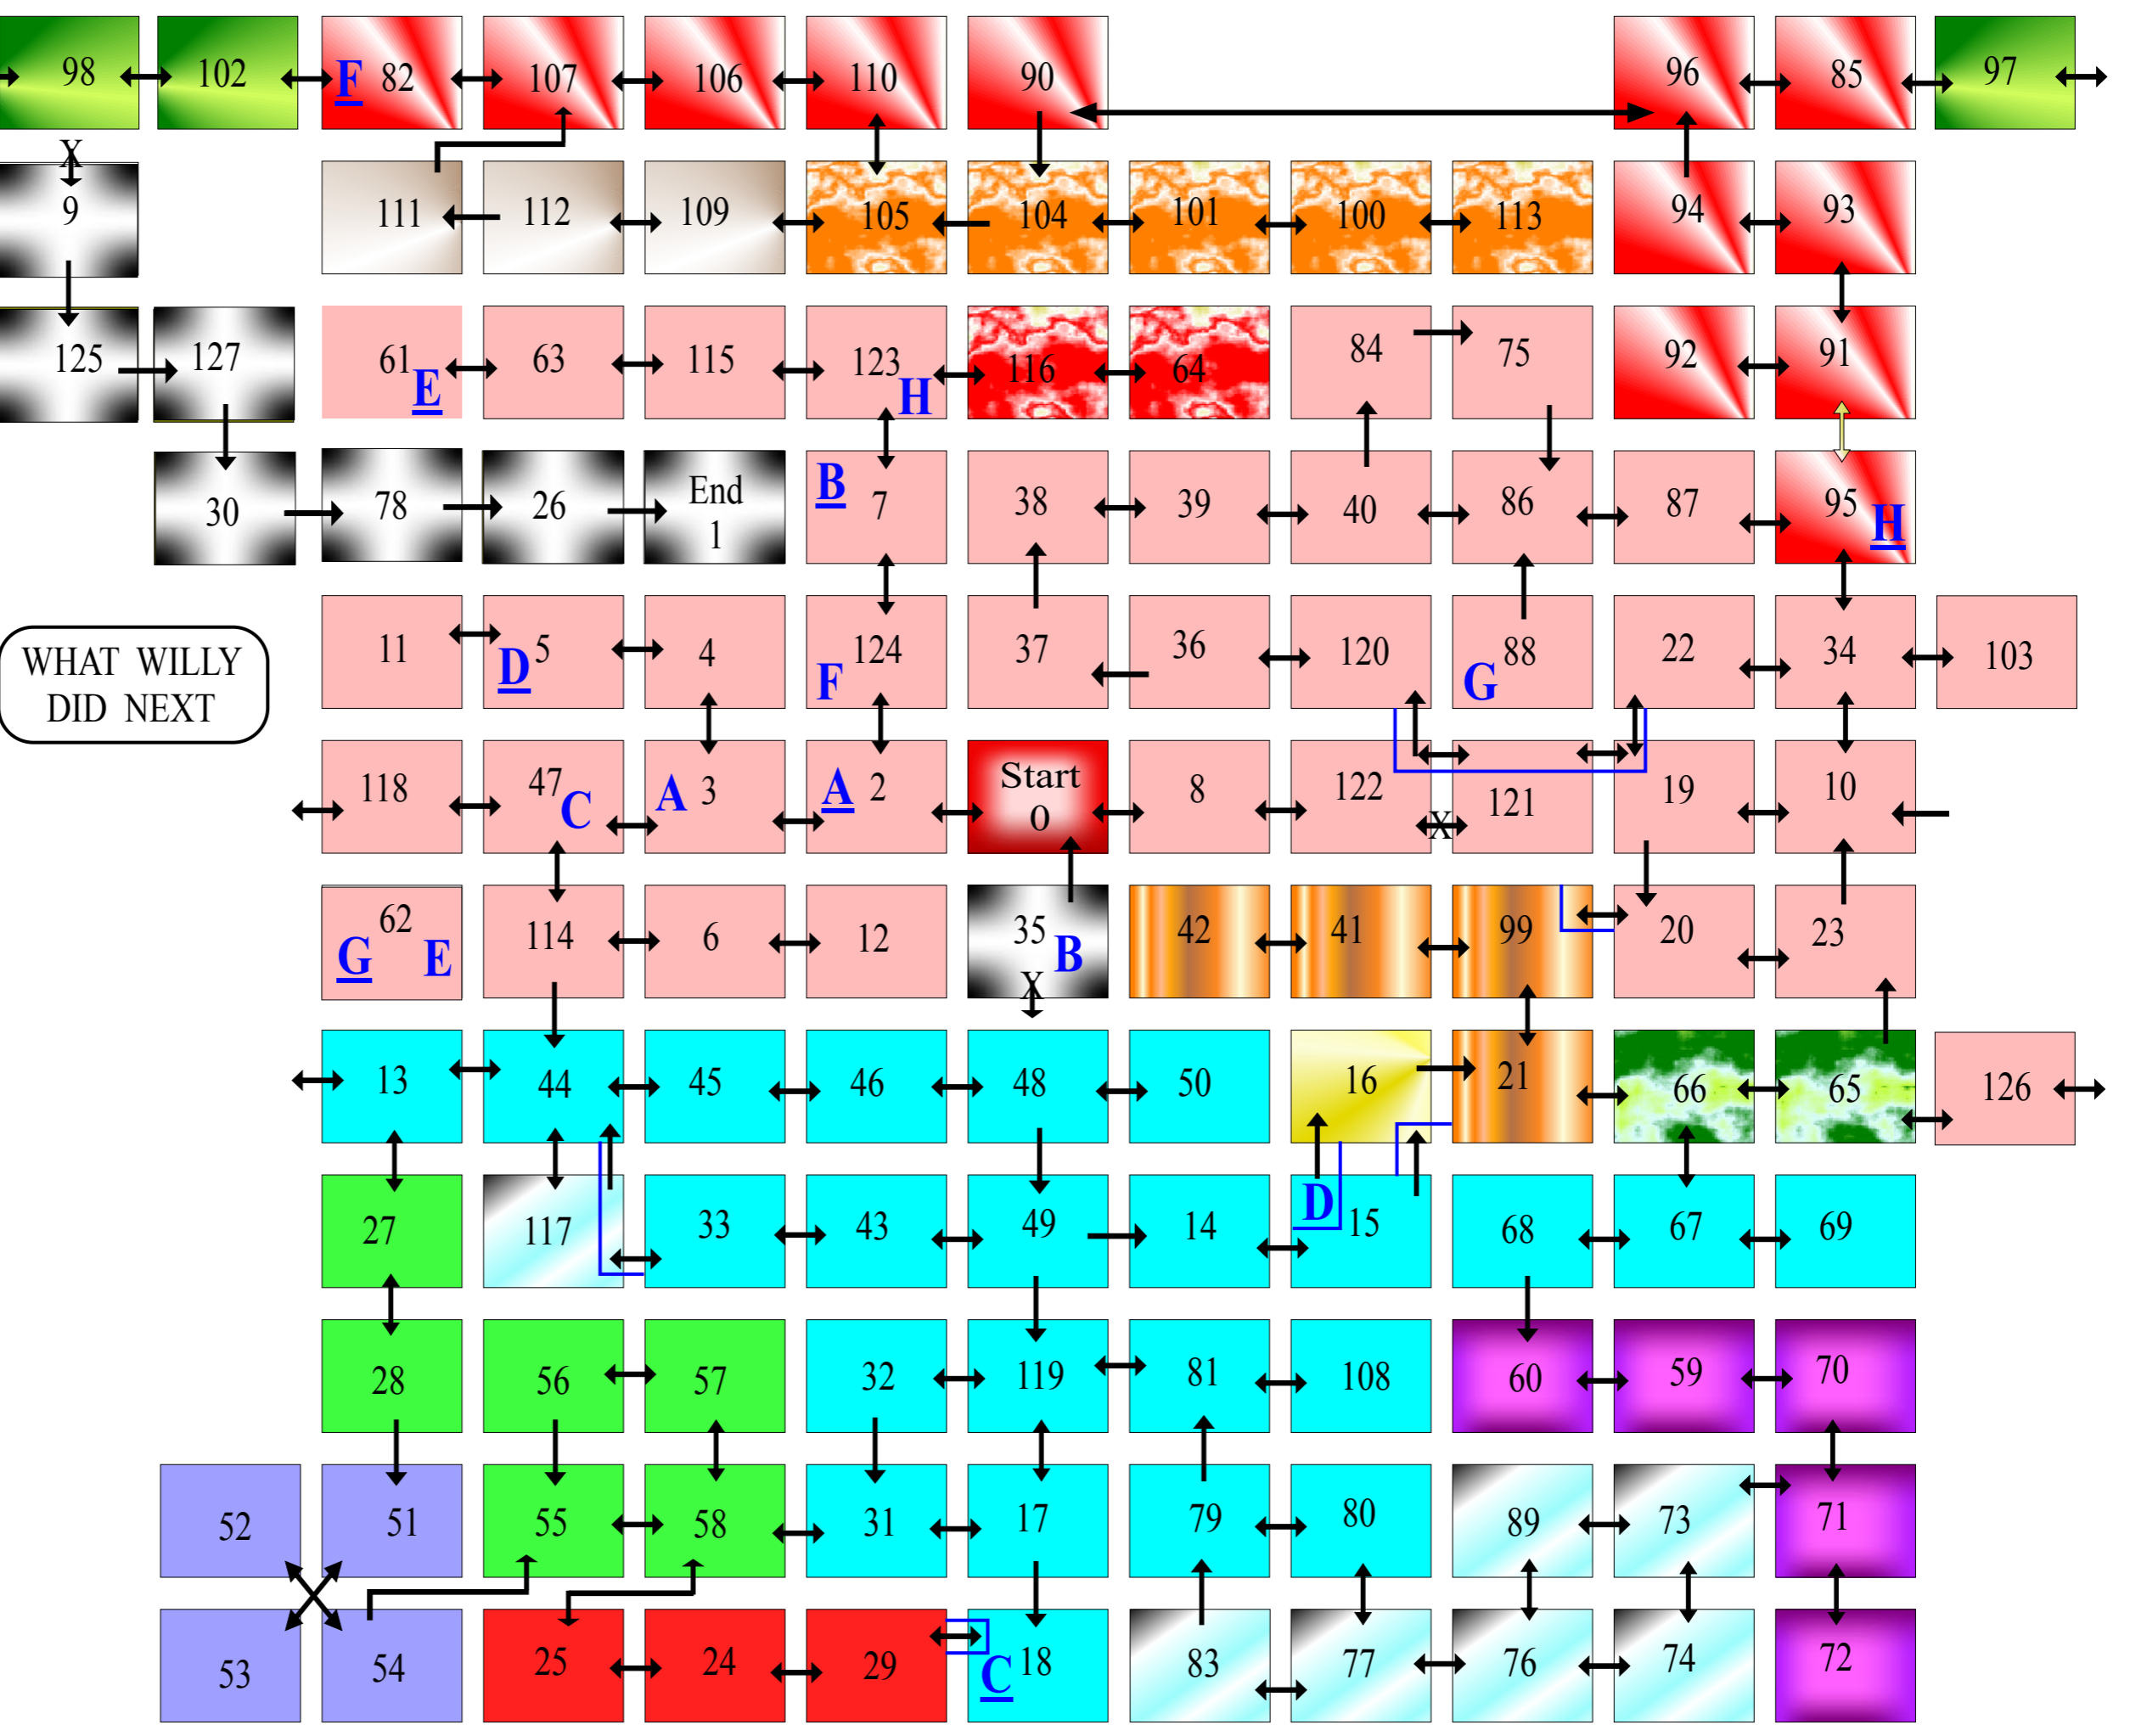 98 102 F 82 107 106 110 90 96 85 97
X
9 111 112 109 105 104 101 100 113 94 93
125 127 61 E 63 115 123 H 116 64 84 75 92 91
30 78 26 End B 7 38 39 40 86 87 95 H
1
WHAT WILLY
DID NEXT
11 D 5 4 F 124 37 36 120 G 88 22 34 103
118 47 C A 3 A 2 Start 8 122 121 19 10
0
X
G 62 E 114 6 12 35 B 42 41 99 20 23
X
13 44 45 46 48 50 16 21 66 65 126
27 117 33 43 49 14 D 15 68 67 69
28 56 57 32 119 81 108 60 59 70
52 51 55 58 31 17 79 80 89 73 71
53 54 25 24 29 C 18 83 77 76 74 72